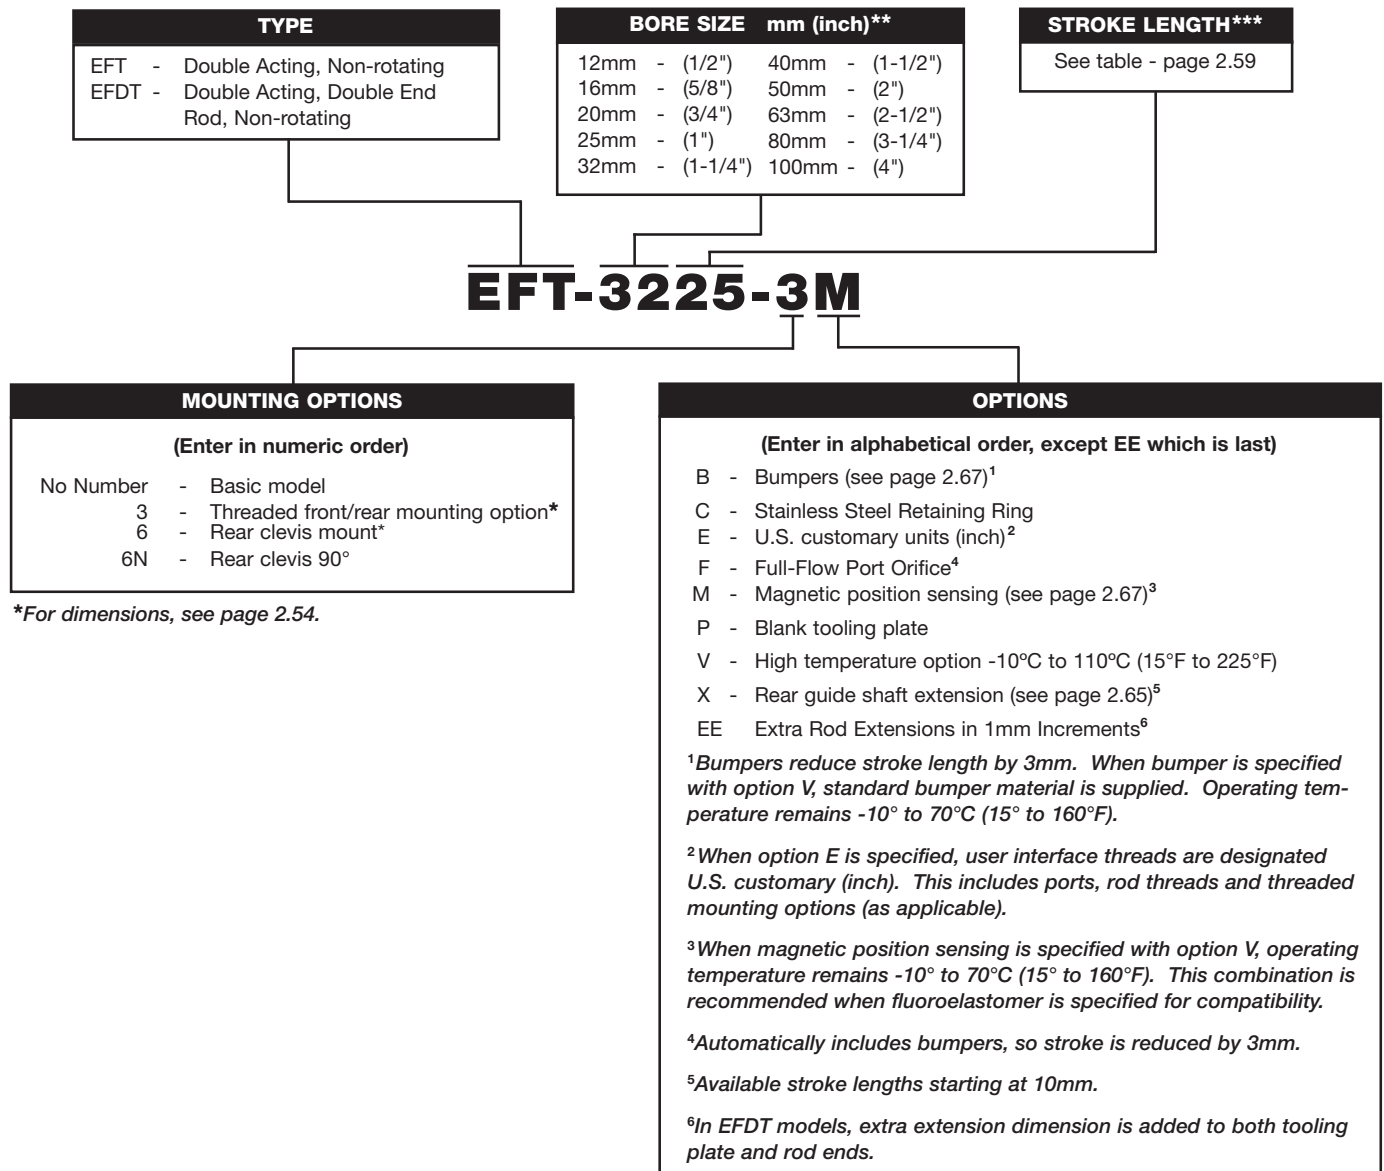 TYPE
EFT - Double Acting, Non-rotating
EFDT - Double Acting, Double End
Rod, Non-rotating
BORE SIZE mm (inch)**
12mm - (1/2") 40mm - (1-1/2")
16mm - (5/8") 50mm - (2")
20mm - (3/4") 63mm - (2-1/2")
25mm - (1") 80mm - (3-1/4")
32mm - (1-1/4") 100mm - (4")
STROKE LENGTH***
See table - page 2.59
EFT-3225-3M
MOUNTING OPTIONS
(Enter in numeric order)
No Number - Basic model
3 - Threaded front/rear mounting option*
6 - Rear clevis mount*
6N - Rear clevis 90°
*For dimensions, see page 2.54.
OPTIONS
(Enter in alphabetical order, except EE which is last)
B - Bumpers (see page 2.67)¹
C - Stainless Steel Retaining Ring
E - U.S. customary units (inch)²
F - Full-Flow Port Orifice⁴
M - Magnetic position sensing (see page 2.67)³
P - Blank tooling plate
V - High temperature option -10ºC to 110ºC (15°F to 225°F)
X - Rear guide shaft extension (see page 2.65)⁵
EE Extra Rod Extensions in 1mm Increments⁶
¹Bumpers reduce stroke length by 3mm. When bumper is specified
with option V, standard bumper material is supplied. Operating tem-
perature remains -10° to 70°C (15° to 160°F).
²When option E is specified, user interface threads are designated
U.S. customary (inch). This includes ports, rod threads and threaded
mounting options (as applicable).
³When magnetic position sensing is specified with option V, operating
temperature remains -10° to 70°C (15° to 160°F). This combination is
recommended when fluoroelastomer is specified for compatibility.
⁴Automatically includes bumpers, so stroke is reduced by 3mm.
⁵Available stroke lengths starting at 10mm.
⁶In EFDT models, extra extension dimension is added to both tooling
plate and rod ends.